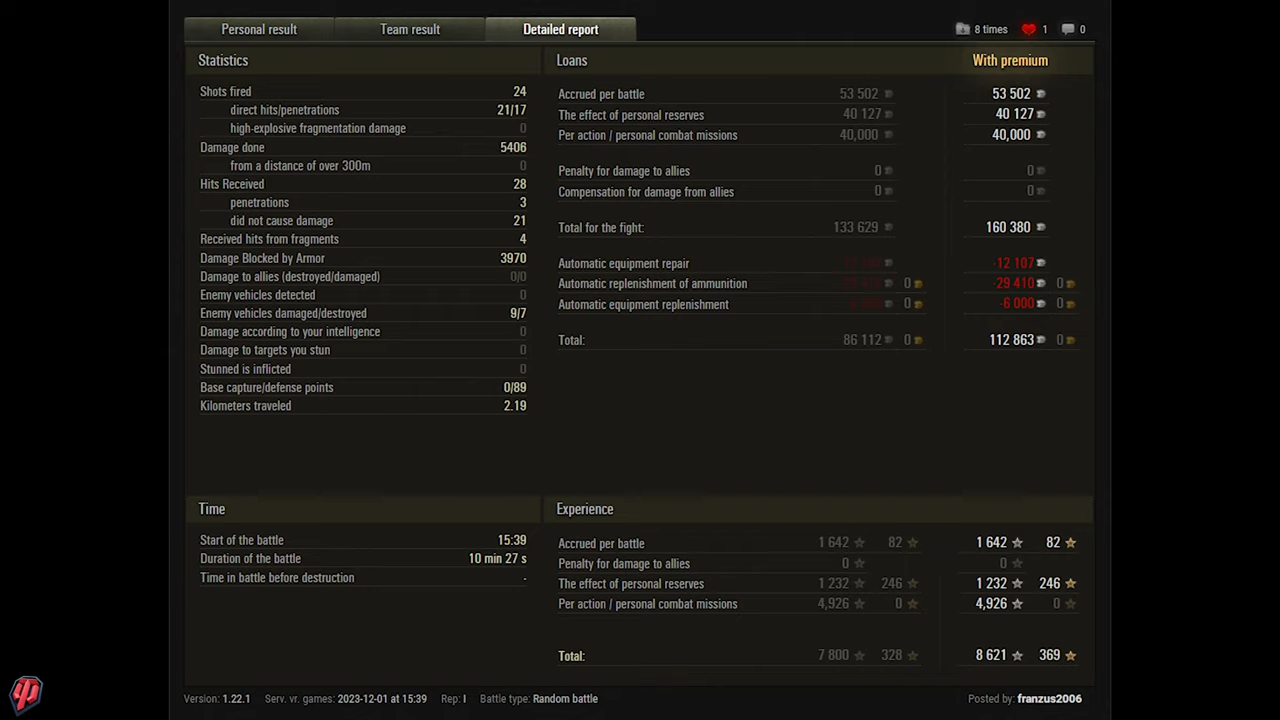 Personal result Team result Detailed report 8 times 1 0
Statistics
Shots fired 24
direct hits/penetrations 21/17
high-explosive fragmentation damage 0
Damage done 5406
from a distance of over 300m 0
Hits Received 28
penetrations 3
did not cause damage 21
Received hits from fragments 4
Damage Blocked by Armor 3970
Damage to allies (destroyed/damaged) 0/0
Enemy vehicles detected 0
Enemy vehicles damaged/destroyed 9/7
Damage according to your intelligence 0
Damage to targets you stun 0
Stunned is inflicted 0
Base capture/defense points 0/89
Kilometers traveled 2.19
Loans With premium
Accrued per battle 53 502 53 502
The effect of personal reserves 40 127 40 127
Per action / personal combat missions 40,000 40,000
Penalty for damage to allies 0 0
Compensation for damage from allies 0 0
Total for the fight: 133 629 160 380
Automatic equipment repair -12 107
Automatic replenishment of ammunition 0 -29 410 0
Automatic equipment replenishment 0 -6 000 0
Total: 86 112 0 112 863 0
Time
Start of the battle 15:39
Duration of the battle 10 min 27 s
Time in battle before destruction -
Experience
Accrued per battle 1 642 82 1 642 82
Penalty for damage to allies 0 0
The effect of personal reserves 1 232 246 1 232 246
Per action / personal combat missions 4,926 0 4,926 0
Total: 7 800 328 8 621 369
Version: 1.22.1 Serv. vr. games: 2023-12-01 at 15:39 Rep: I Battle type: Random battle Posted by: franzus2006